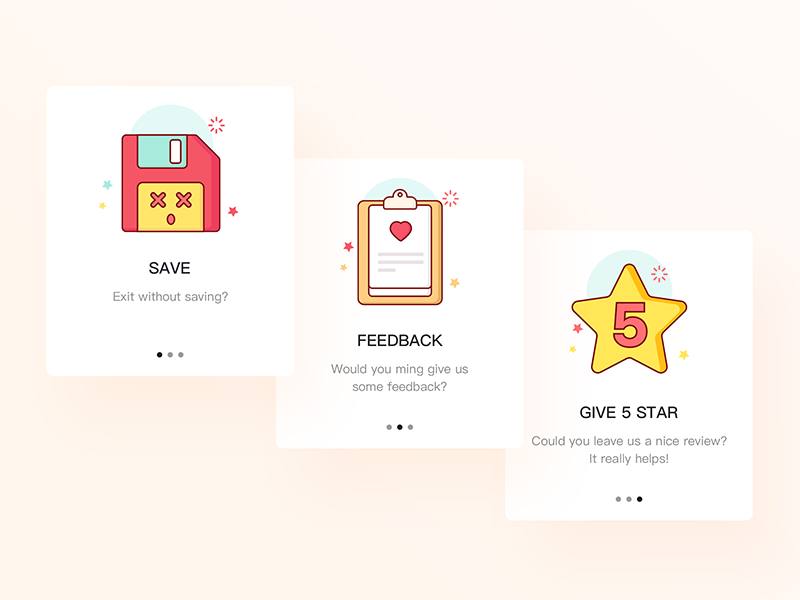 SAVE
Exit without saving?
FEEDBACK
Would you ming give us
some feedback?
5
GIVE 5 STAR
Could you leave us a nice review?
It really helps!